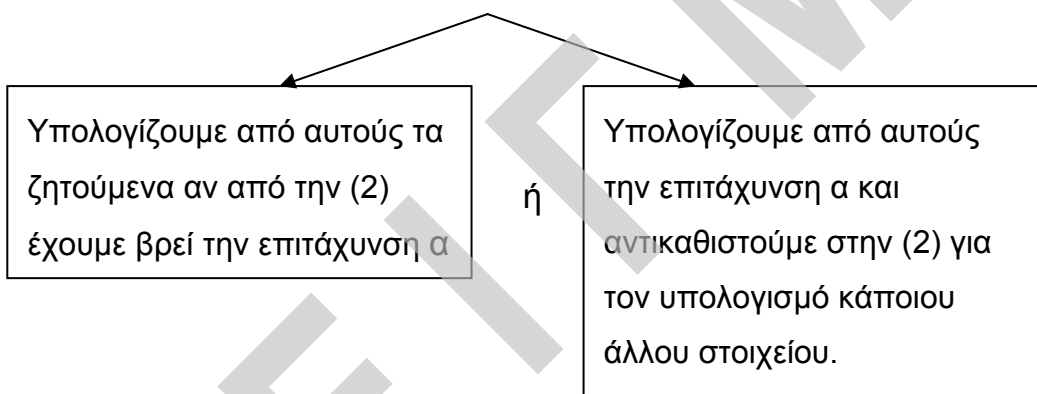 Υπολογίζουμε από αυτούς τα
ζητούμενα αν από την (2)
έχουμε βρεί την επιτάχυνση α
ή
Υπολογίζουμε από αυτούς
την επιτάχυνση α και
αντικαθιστούμε στην (2) για
τον υπολογισμό κάποιου
άλλου στοιχείου.